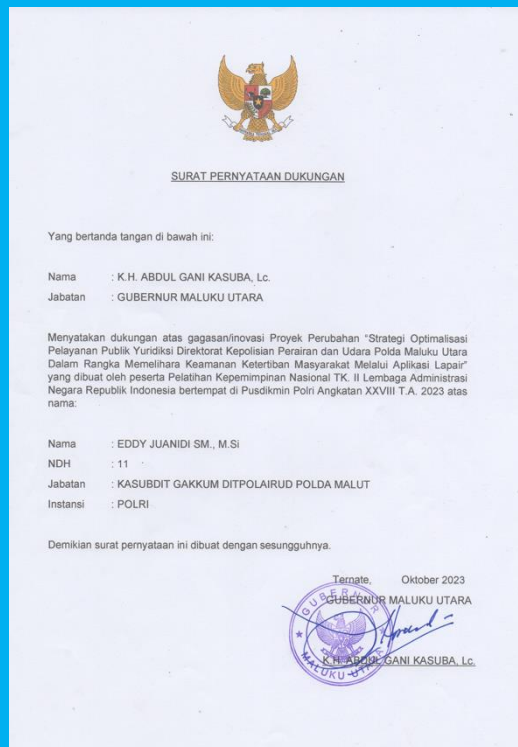 SURAT PERNYATAAN DUKUNGAN
Yang bertanda tangan di bawah ini:
Nama : K.H. ABDUL GANI KASUBA, Lc.
Jabatan : GUBERNUR MALUKU UTARA
Menyatakan dukungan atas gagasan/inovasi Proyek Perubahan "Strategi Optimalisasi
Pelayanan Publik Yuridiksi Direktorat Kepolisian Perairan dan Udara Polda Maluku Utara
Dalam Rangka Memelihara Keamanan Ketertiban Masyarakat Melalui Aplikasi Lapair"
yang dibuat oleh peserta Pelatihan Kepemimpinan Nasional TK. II Lembaga Administrasi
Negara Republik Indonesia bertempat di Pusdikmin Polri Angkatan XXVIII T.A. 2023 atas
nama:
Nama : EDDY JUANIDI SM., M.Si
NDH : 11
Jabatan : KASUBDIT GAKKUM DITPOLAIRUD POLDA MALUT
Instansi : POLRI
Demikian surat pernyataan ini dibuat dengan sesungguhnya.
Ternate, Oktober 2023
GUBERNUR MALUKU UTARA
GUBERNUR
MALUKU UTARA
K.H. ABDUL GANI KASUBA, Lc.